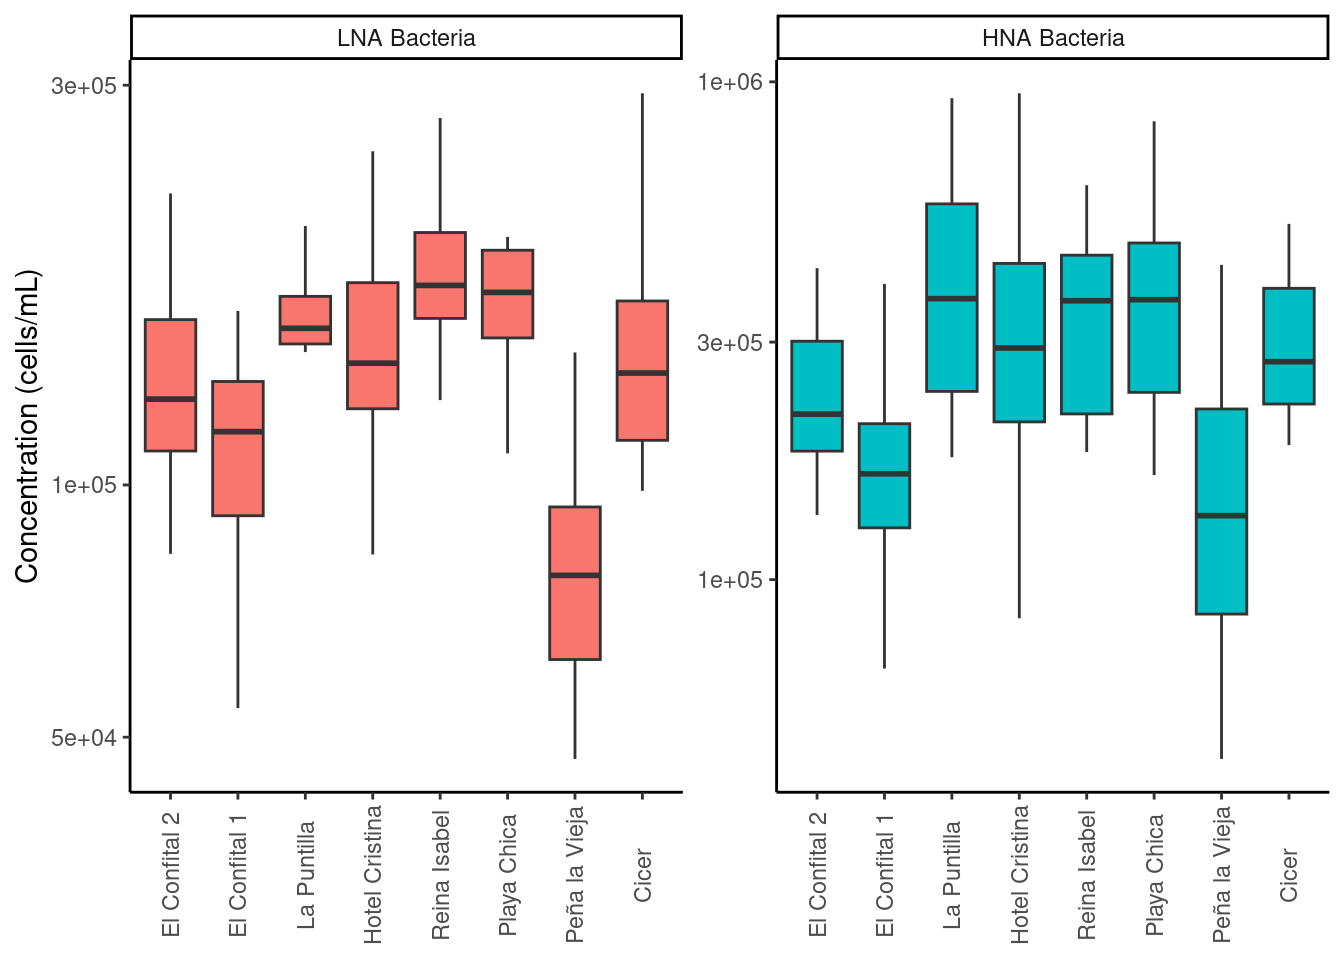 LNA Bacteria
HNA Bacteria
Concentration (cells/mL)
3e+05
1e+05
5e+04
1e+06
3e+05
1e+05
El Confital 2
El Confital 1
La Puntilla
Hotel Cristina
Reina Isabel
Playa Chica
Peña la Vieja
Cicer
El Confital 2
El Confital 1
La Puntilla
Hotel Cristina
Reina Isabel
Playa Chica
Peña la Vieja
Cicer